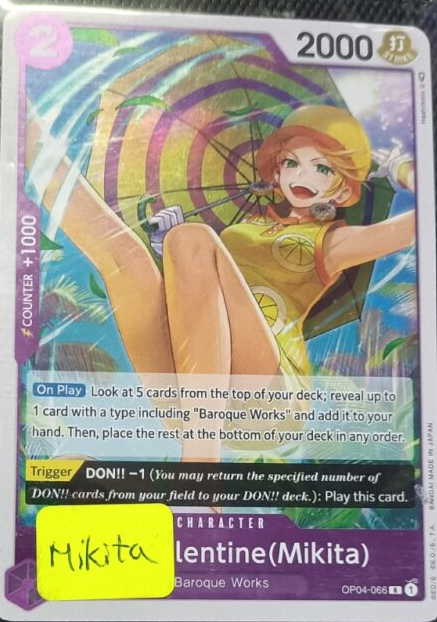 2
2000
打
STRIKE
COUNTER +1000
On Play Look at 5 cards from the top of your deck; reveal up to
1 card with a type including "Baroque Works" and add it to your
hand. Then, place the rest at the bottom of your deck in any order.
Trigger DON!! −1 (You may return the specified number of
DON!! cards from your field to your DON!! deck.): Play this card.
CHARACTER
Mikita
lentine(Mikita)
Baroque Works
OP04-066 R 1
BANDAI MADE IN JAPAN